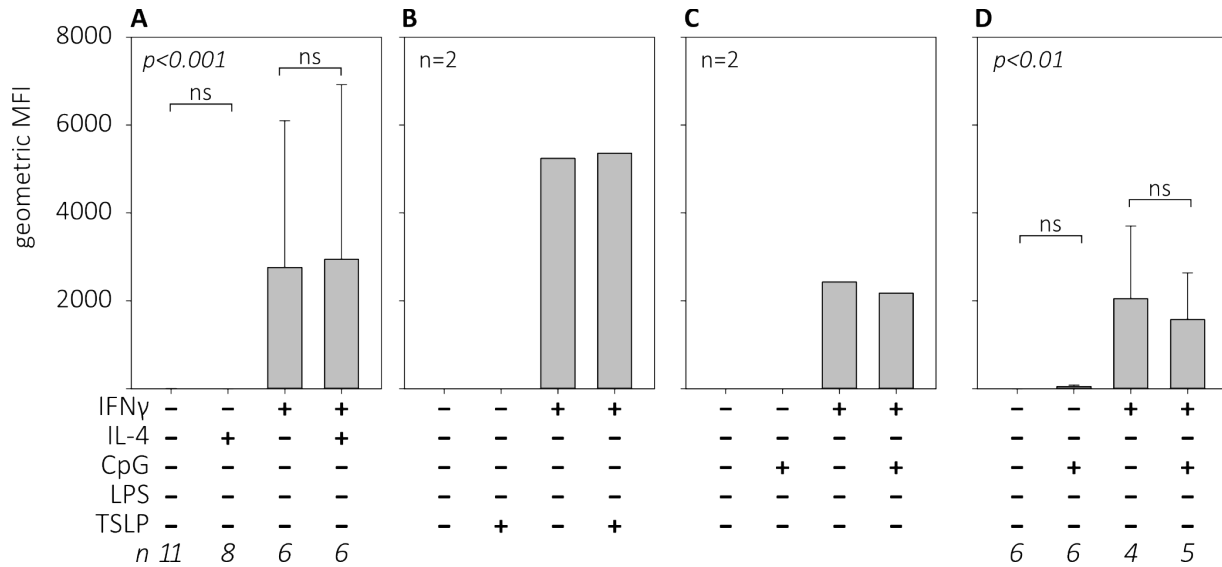 A B C D
geometric MFI
8000
6000
4000
2000
p<0.001
ns
ns
n=2
n=2
p<0.01
ns
ns
IFNγ – – + + – – + + – – + + – – + +
IL-4 – + – + – – – – – – – – – – – –
CpG – – – – – – – – – + – + – + – +
LPS – – – – – – – – – – – – – – – –
TSLP – – – – – + – + – – – – – – – –
n 11 8 6 6 6 6 4 5